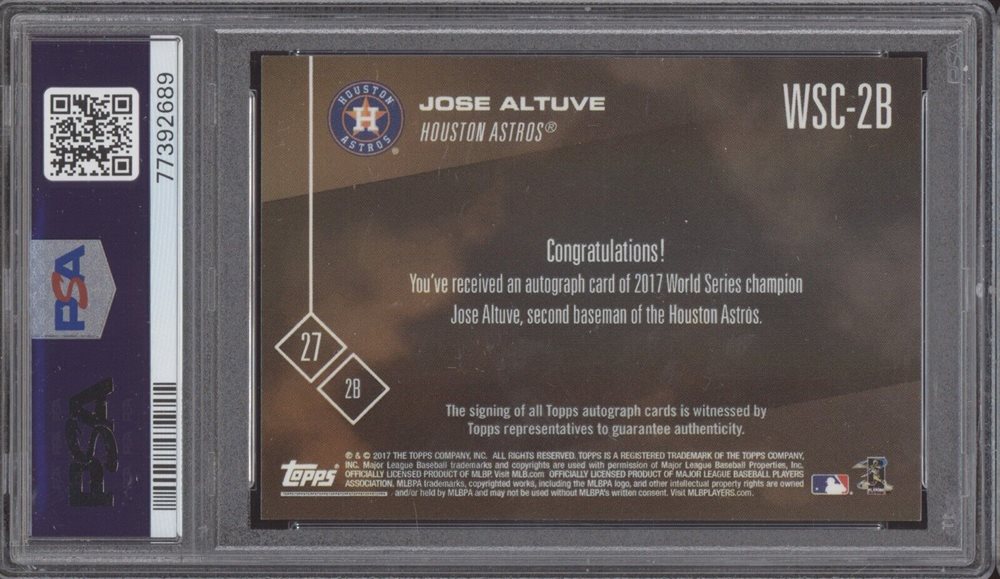 77392689
PSA
PSA
HOUSTON
H
ASTROS
JOSE ALTUVE
HOUSTON ASTROS®
WSC-2B
27
2B
Congratulations!
You've received an autograph card of 2017 World Series champion
Jose Altuve, second baseman of the Houston Astros.
The signing of all Topps autograph cards is witnessed by
Topps representatives to guarantee authenticity.
Topps
® & © 2017 THE TOPPS COMPANY, INC. ALL RIGHTS RESERVED. TOPPS IS A REGISTERED TRADEMARK OF THE TOPPS COMPANY,
INC. Major League Baseball trademarks and copyrights are used with permission of Major League Baseball Properties, Inc.
OFFICIALLY LICENSED PRODUCT OF MLBP. Visit MLB.com OFFICIALLY LICENSED PRODUCT OF MAJOR LEAGUE BASEBALL PLAYERS
ASSOCIATION. MLBPA trademarks, copyrighted works, including the MLBPA logo, and other intellectual property rights are owned
and/or held by MLBPA and may not be used without MLBPA's written consent. Visit MLBPLAYERS.com.